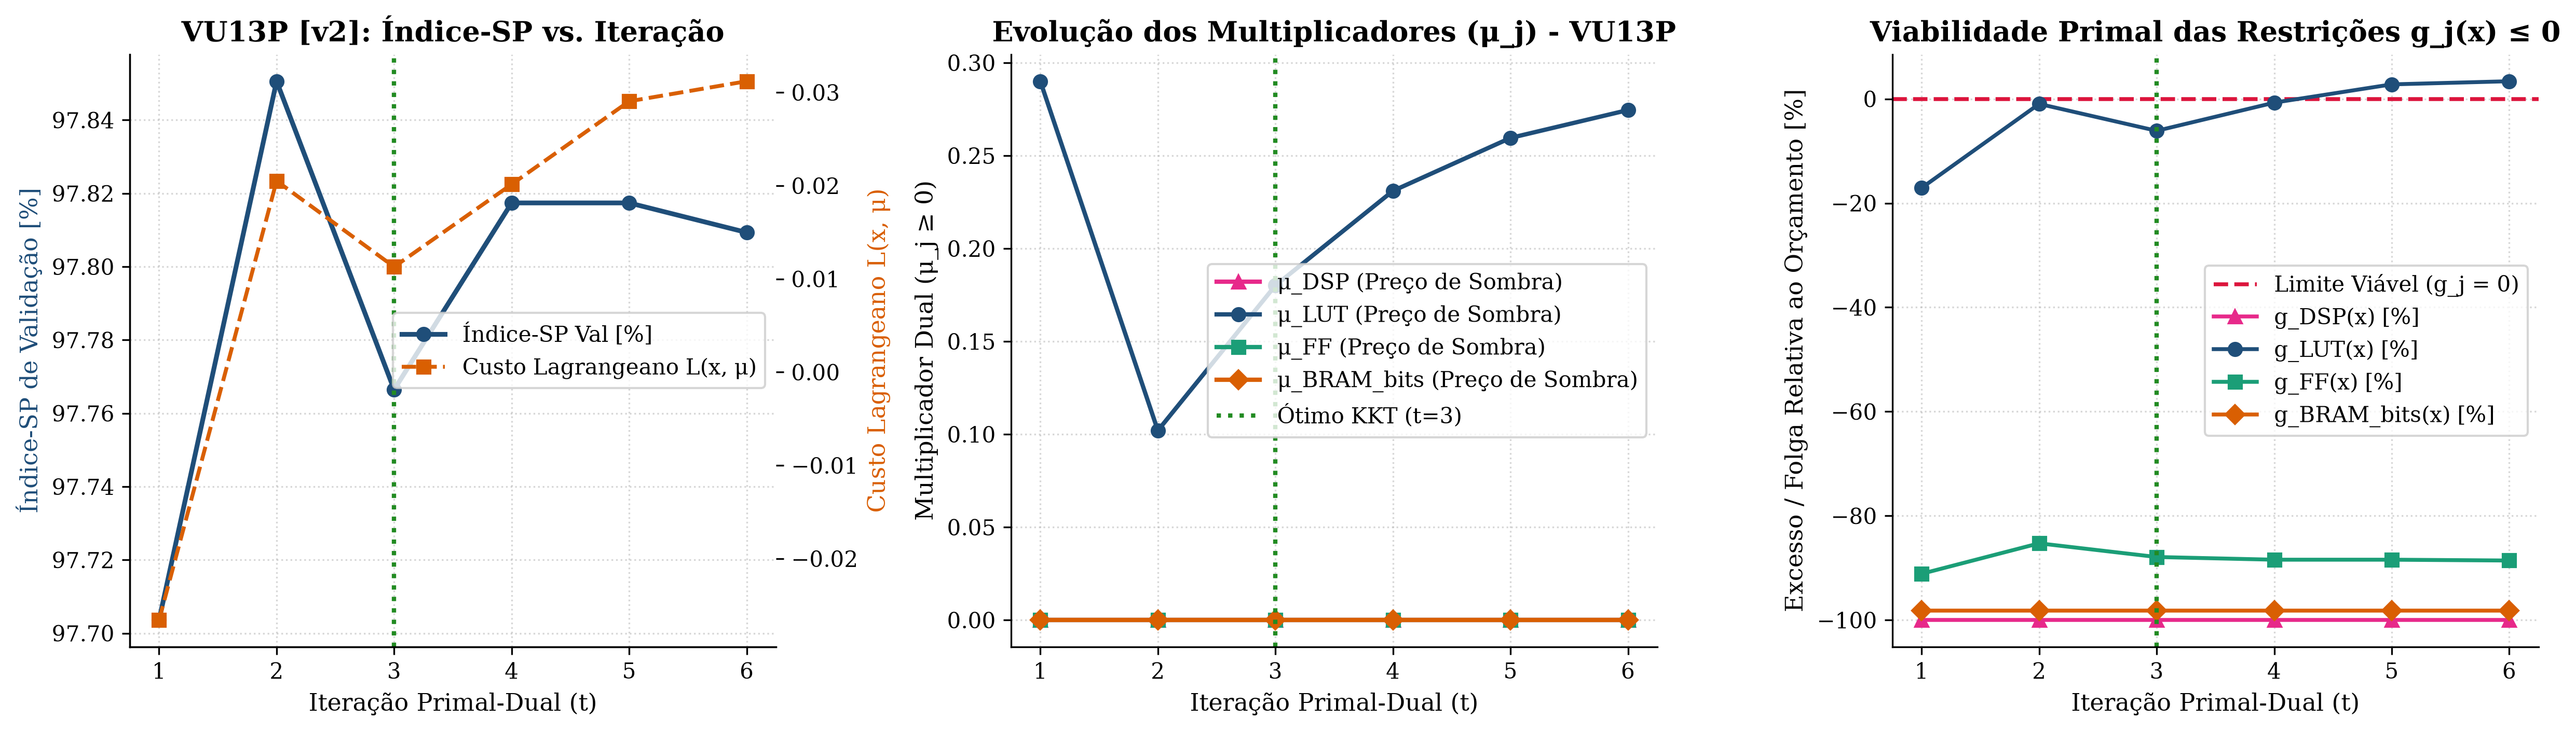 VU13P [v2]: Índice-SP vs. Iteração
Índice-SP de Validação [%]
97.84
97.82
97.80
97.78
97.76
97.74
97.72
97.70
0.03
0.02
0.01
0.00
−0.01
−0.02
Custo Lagrangeano L(x, μ)
Índice-SP Val [%]
Custo Lagrangeano L(x, μ)
1 2 3 4 5 6
Iteração Primal-Dual (t)
Evolução dos Multiplicadores (μ_j) - VU13P
Multiplicador Dual (μ_j ≥ 0)
0.30
0.25
0.20
0.15
0.10
0.05
0.00
μ_DSP (Preço de Sombra)
μ_LUT (Preço de Sombra)
μ_FF (Preço de Sombra)
μ_BRAM_bits (Preço de Sombra)
Ótimo KKT (t=3)
1 2 3 4 5 6
Iteração Primal-Dual (t)
Viabilidade Primal das Restrições g_j(x) ≤ 0
Excesso / Folga Relativa ao Orçamento [%]
0
−20
−40
−60
−80
−100
Limite Viável (g_j = 0)
g_DSP(x) [%]
g_LUT(x) [%]
g_FF(x) [%]
g_BRAM_bits(x) [%]
1 2 3 4 5 6
Iteração Primal-Dual (t)